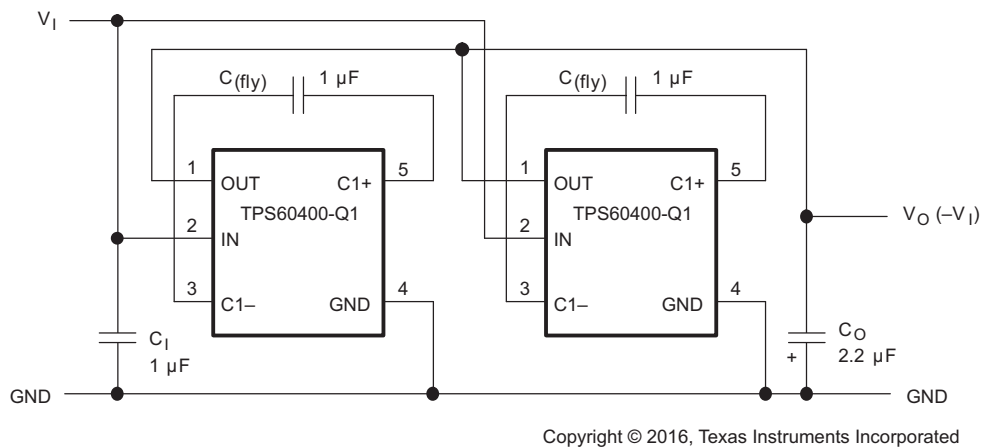 V_I
C_(fly) 1 µF C_(fly) 1 µF
1 OUT C1+ 5 1 OUT C1+ 5
TPS60400-Q1 TPS60400-Q1
V_O (–V_I)
2 IN 2 IN
3 C1– GND 4 3 C1– GND 4
C_I C_O
1 µF + 2.2 µF
GND GND
Copyright © 2016, Texas Instruments Incorporated